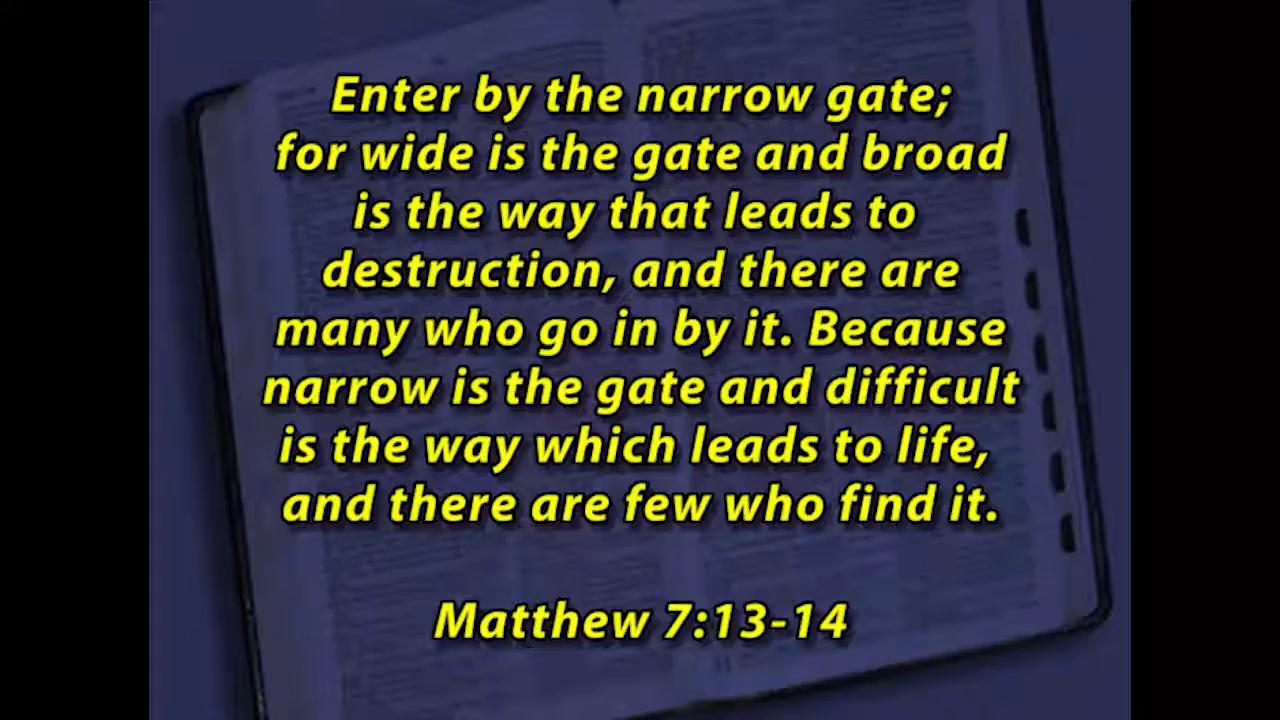 Enter by the narrow gate;
for wide is the gate and broad
is the way that leads to
destruction, and there are
many who go in by it. Because
narrow is the gate and difficult
is the way which leads to life,
and there are few who find it.
Matthew 7:13-14